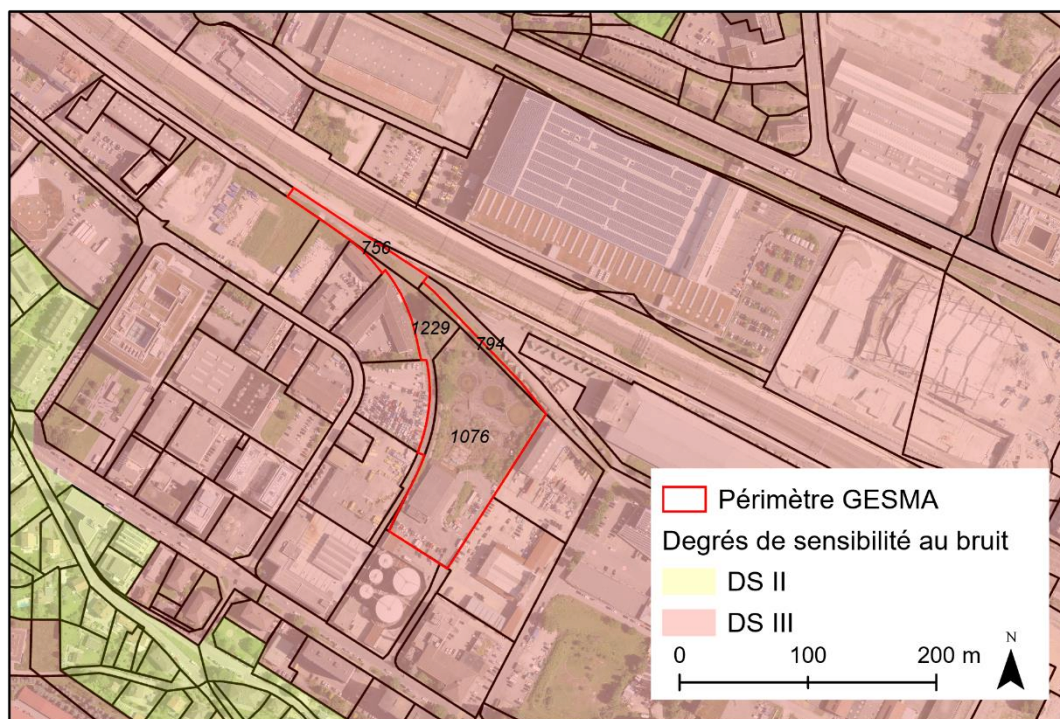 756
1229
794
1076
Périmètre GESMA
Degrés de sensibilité au bruit
DS II
DS III
0 100 200 m
N